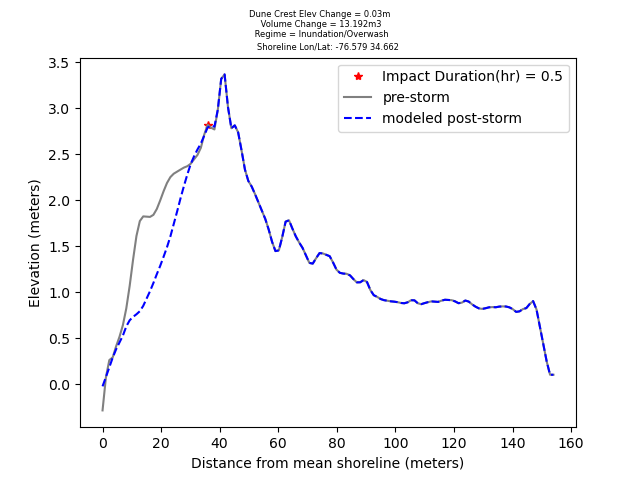 Dune Crest Elev Change = 0.03m
Volume Change = 13.192m3
Regime = Inundation/Overwash
Shoreline Lon/Lat: -76.579 34.662
Impact Duration(hr) = 0.5
pre-storm
modeled post-storm
Elevation (meters)
3.5
3.0
2.5
2.0
1.5
1.0
0.5
0.0
0 20 40 60 80 100 120 140 160
Distance from mean shoreline (meters)